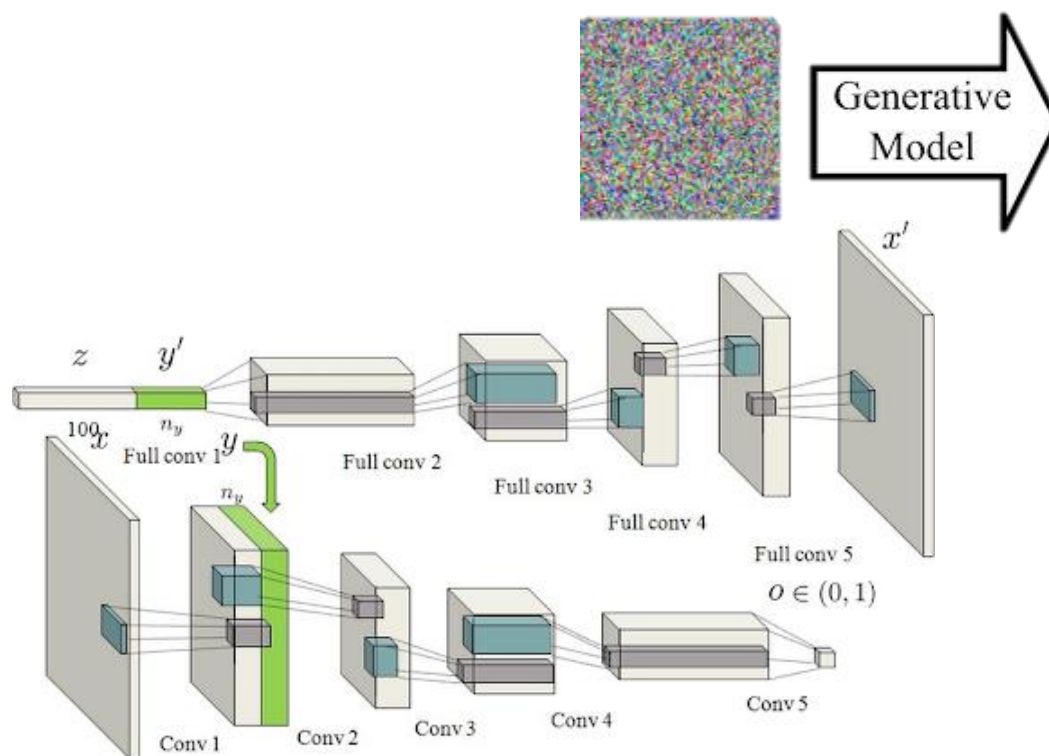 Generative
Model
x′
z
y′
100
n_y
Full conv 1
Full conv 2
Full conv 3
Full conv 4
Full conv 5
x
y
n_y
o ∈ (0, 1)
Conv 1
Conv 2
Conv 3
Conv 4
Conv 5